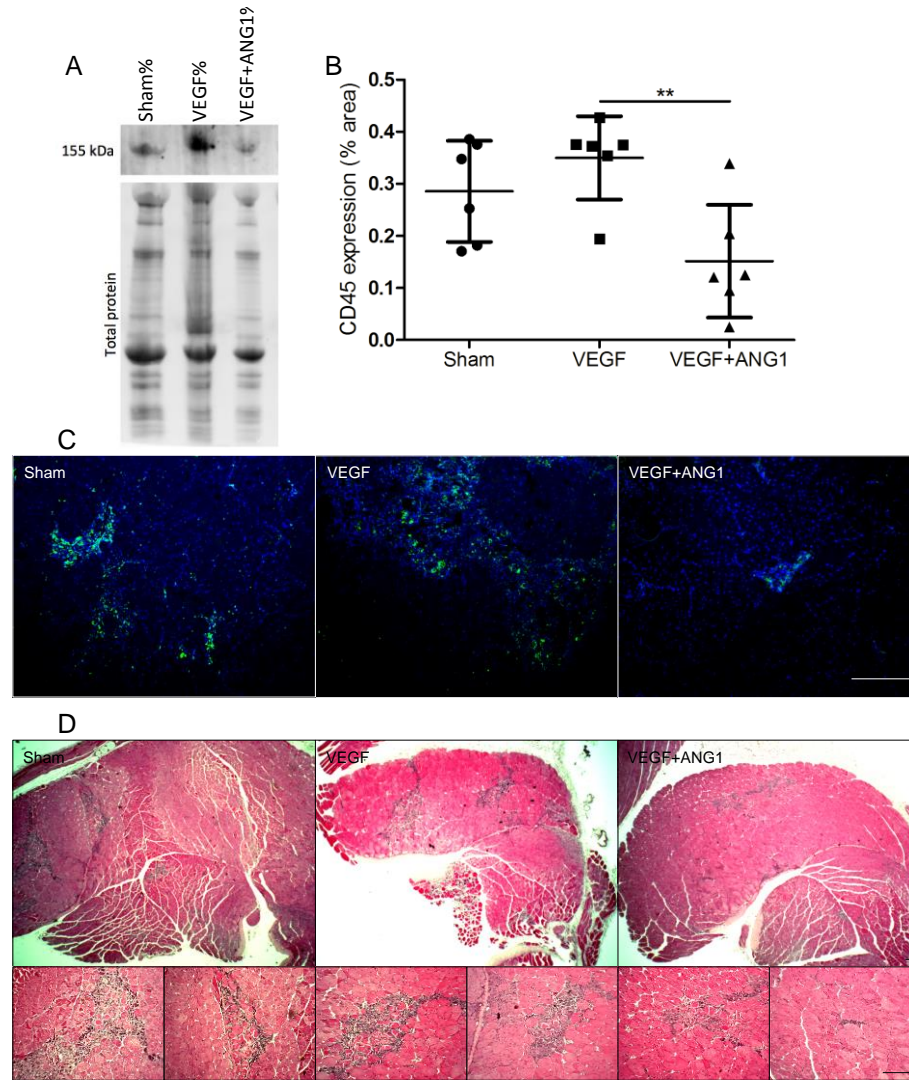 A
Sham%
VEGF%
VEGF+ANG1%
155 kDa
Total protein
B
CD45 expression (% area)
0.5
0.4
0.3
0.2
0.1
0.0
**
Sham
VEGF
VEGF+ANG1
C
Sham
VEGF
VEGF+ANG1
D
Sham
VEGF
VEGF+ANG1